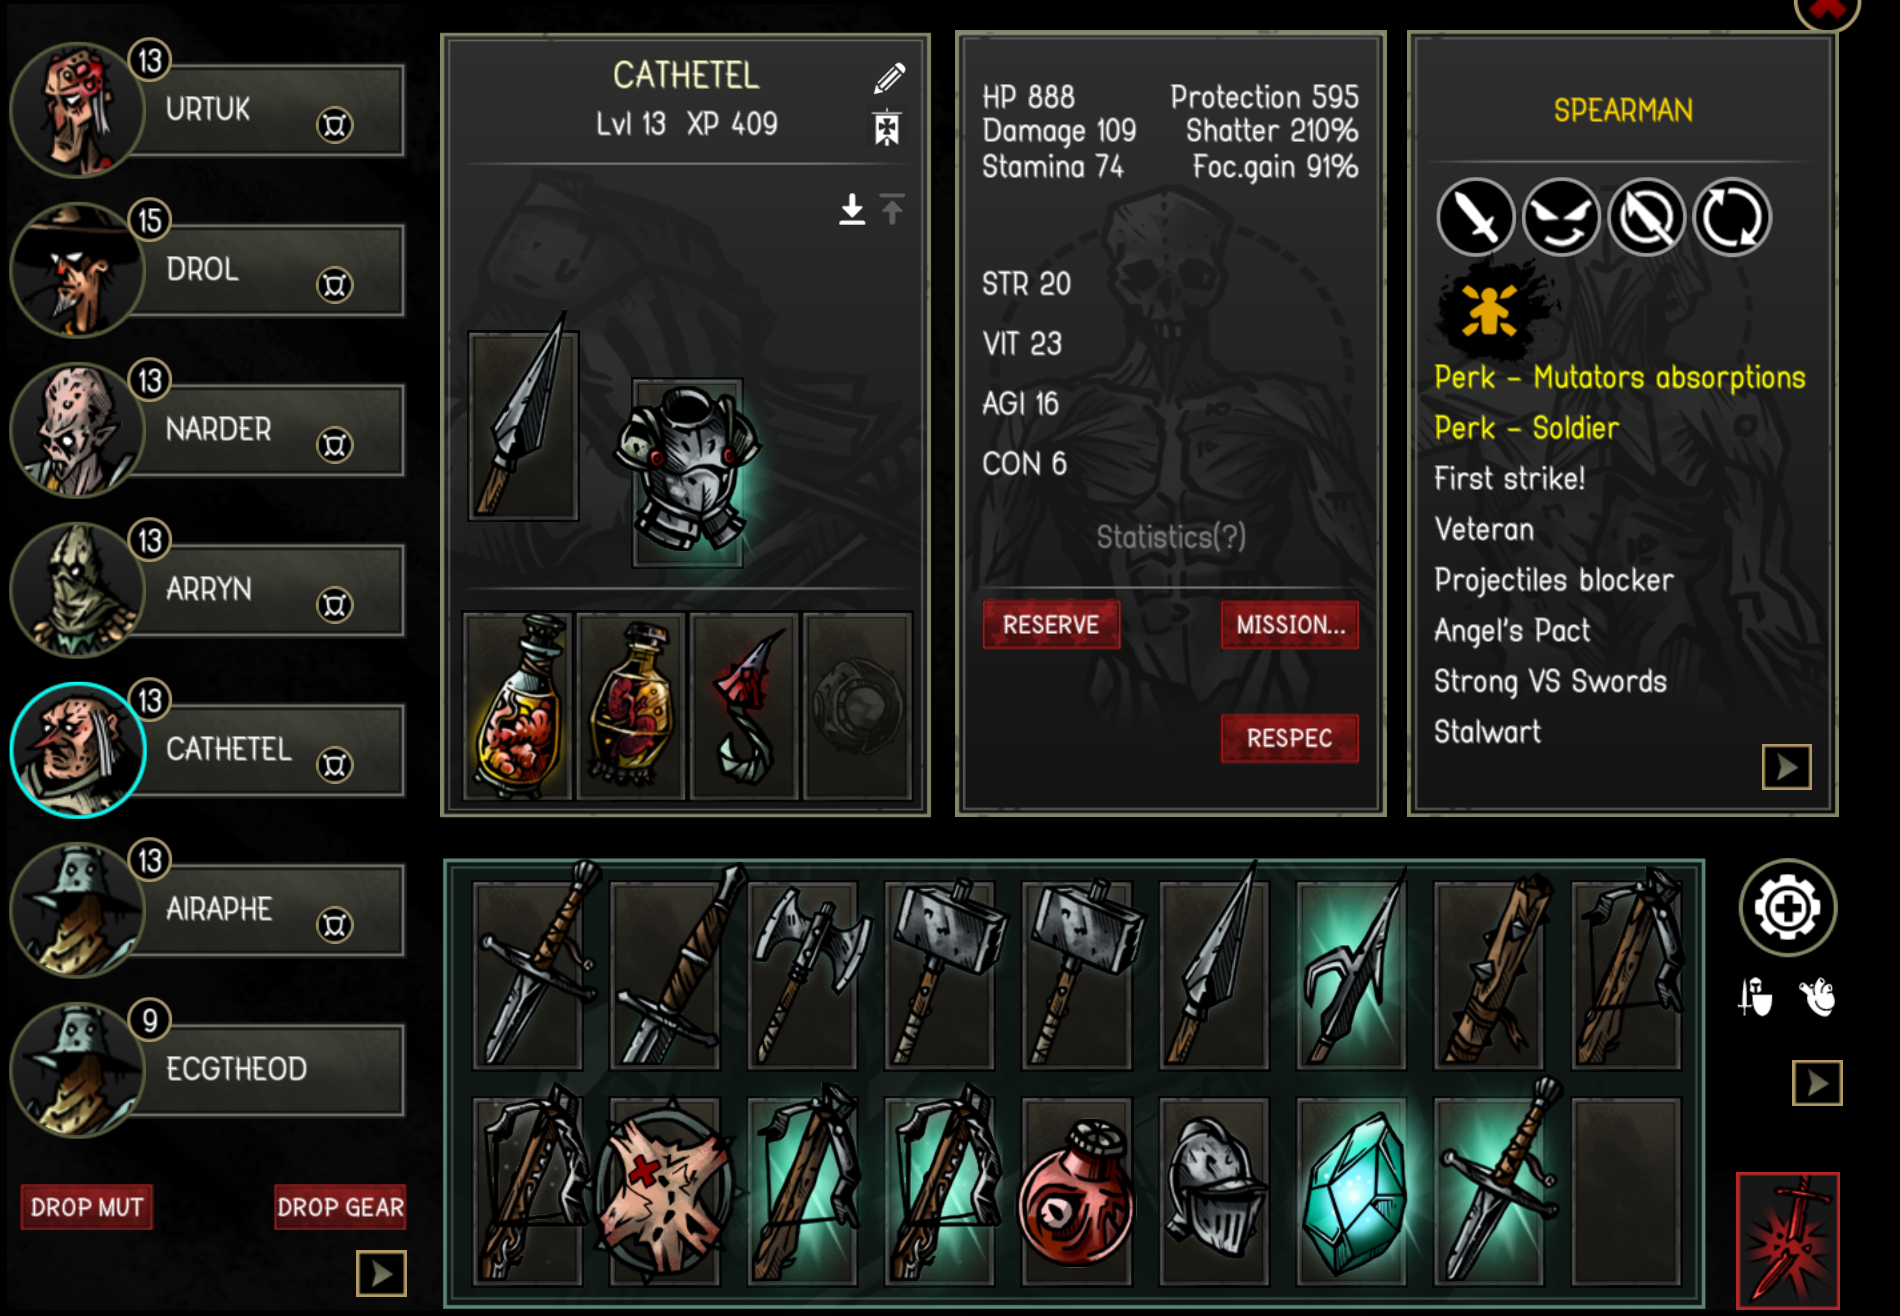 13
URTUK
15
DROL
13
NARDER
13
ARRYN
13
CATHETEL
13
AIRAPHE
9
ECGTHEOD
DROP MUT
DROP GEAR
CATHETEL
Lvl 13 XP 409
HP 888
Protection 595
Damage 109
Shatter 210%
Stamina 74
Foc.gain 91%
STR 20
VIT 23
AGI 16
CON 6
Statistics(?)
RESERVE
MISSION...
RESPEC
SPEARMAN
Perk - Mutators absorptions
Perk - Soldier
First strike!
Veteran
Projectiles blocker
Angel's Pact
Strong VS Swords
Stalwart